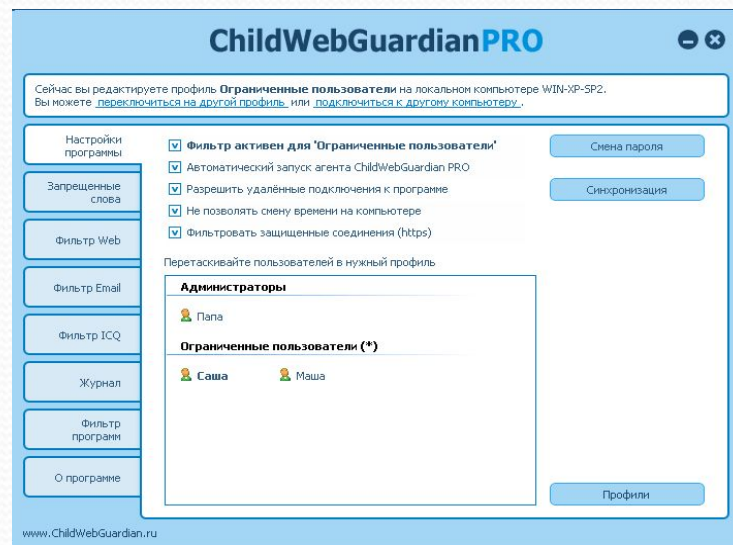 ChildWebGuardianPRO
Сейчас вы редактируете профиль Ограниченные пользователи на локальном компьютере WIN-XP-SP2.
Вы можете переключиться на другой профиль или подключиться к другому компьютеру .
Настройки
программы
Запрещенные
слова
Фильтр Web
Фильтр Email
Фильтр ICQ
Журнал
Фильтр
программ
О программе
Фильтр активен для 'Ограниченные пользователи'
Автоматический запуск агента ChildWebGuardian PRO
Разрешить удалённые подключения к программе
Не позволять смену времени на компьютере
Фильтровать защищенные соединения (https)
Перетаскивайте пользователей в нужный профиль
Администраторы
Папа
Ограниченные пользователи (*)
Саша Маша
Смена пароля
Синхронизация
Профили
www.ChildWebGuardian.ru